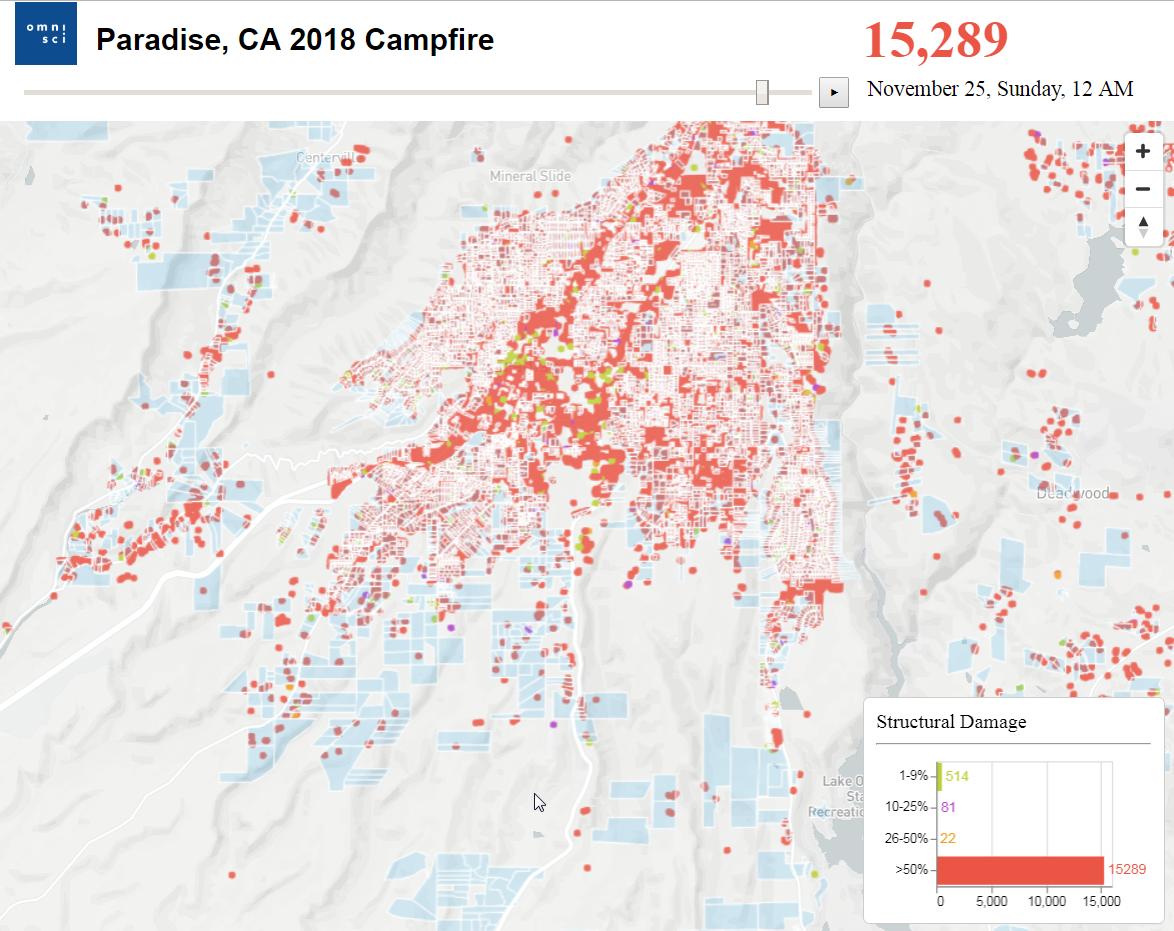 omni
sci
Paradise, CA 2018 Campfire
15,289
November 25, Sunday, 12 AM
Centerville
Mineral Slide
Deadwood
Lake O
Sta
Recreatio
Structural Damage
1-9%
514
10-25%
81
26-50%
22
>50%
15289
0
5,000
10,000
15,000